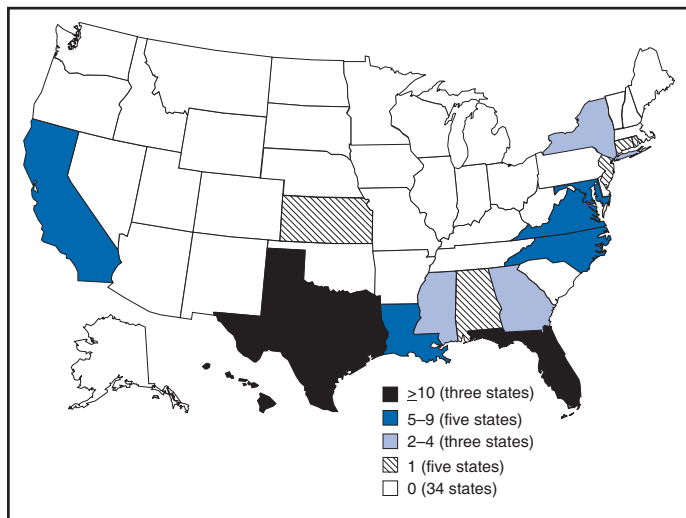 ≥10 (three states)
5–9 (five states)
2–4 (three states)
1 (five states)
0 (34 states)